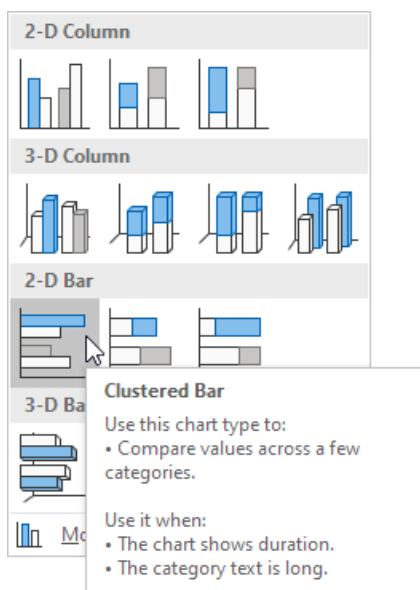 2-D Column
3-D Column
2-D Bar
Clustered Bar
Use this chart type to:
• Compare values across a few
categories.
Use it when:
• The chart shows duration.
• The category text is long.
3-D Ba
Mo